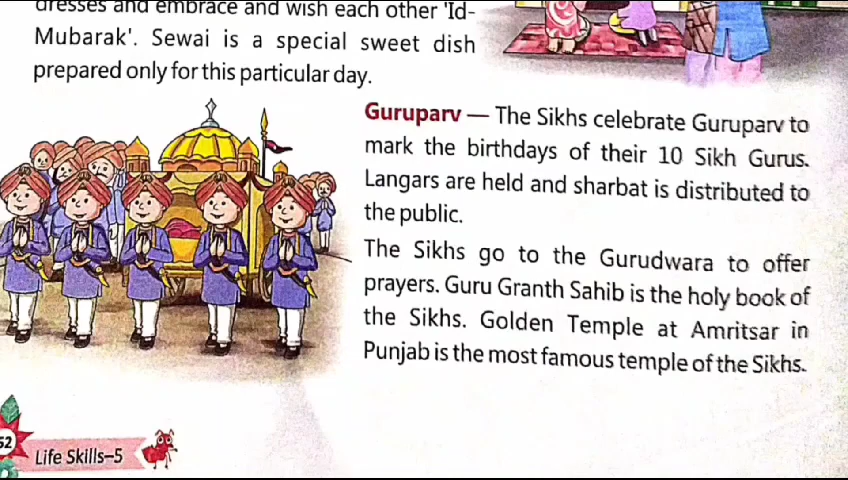 dresses and embrace and wish each other 'Id-
Mubarak'. Sewai is a special sweet dish
prepared only for this particular day.
Guruparv — The Sikhs celebrate Guruparv to
mark the birthdays of their 10 Sikh Gurus.
Langars are held and sharbat is distributed to
the public.
The Sikhs go to the Gurudwara to offer
prayers. Guru Granth Sahib is the holy book of
the Sikhs. Golden Temple at Amritsar in
Punjab is the most famous temple of the Sikhs.
52
Life Skills–5